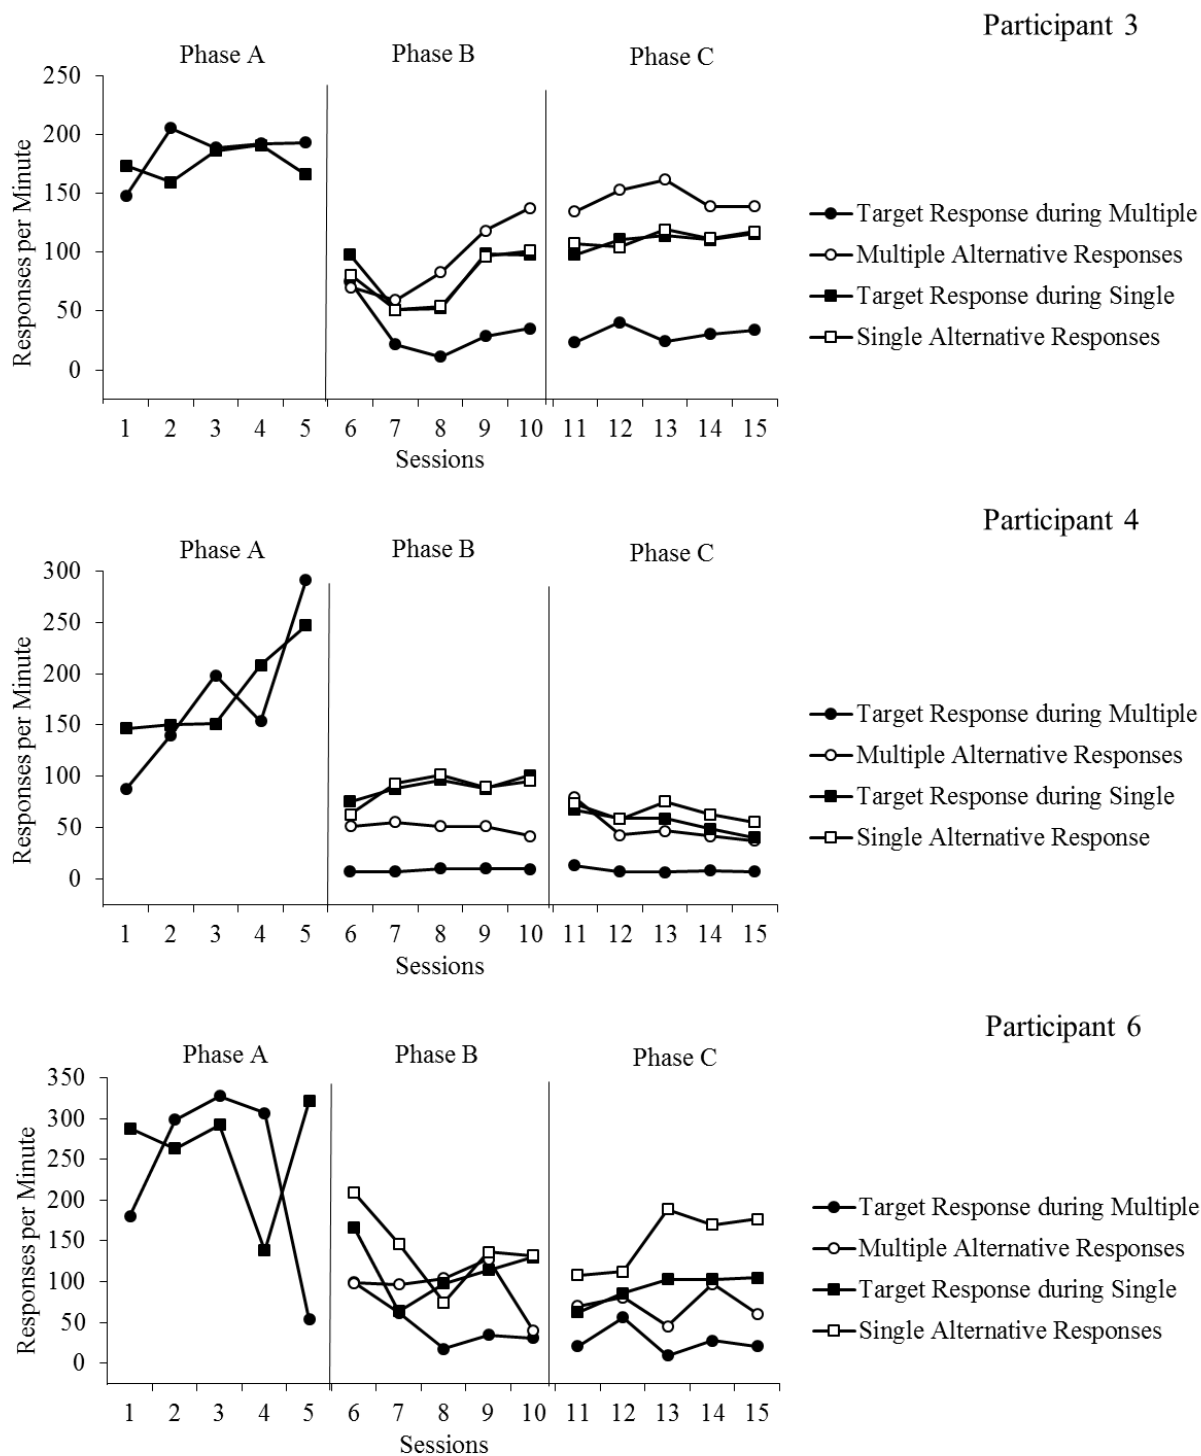 Participant 3
Phase A Phase B Phase C
250
200
150
100
50
0
Responses per Minute
1 2 3 4 5 6 7 8 9 10 11 12 13 14 15
Sessions
Target Response during Multiple
Multiple Alternative Responses
Target Response during Single
Single Alternative Responses
Participant 4
Phase A Phase B Phase C
300
250
200
150
100
50
0
Responses per Minute
1 2 3 4 5 6 7 8 9 10 11 12 13 14 15
Sessions
Target Response during Multiple
Multiple Alternative Responses
Target Response during Single
Single Alternative Response
Participant 6
Phase A Phase B Phase C
350
300
250
200
150
100
50
0
Responses per Minute
1 2 3 4 5 6 7 8 9 10 11 12 13 14 15
Sessions
Target Response during Multiple
Multiple Alternative Responses
Target Response during Single
Single Alternative Responses